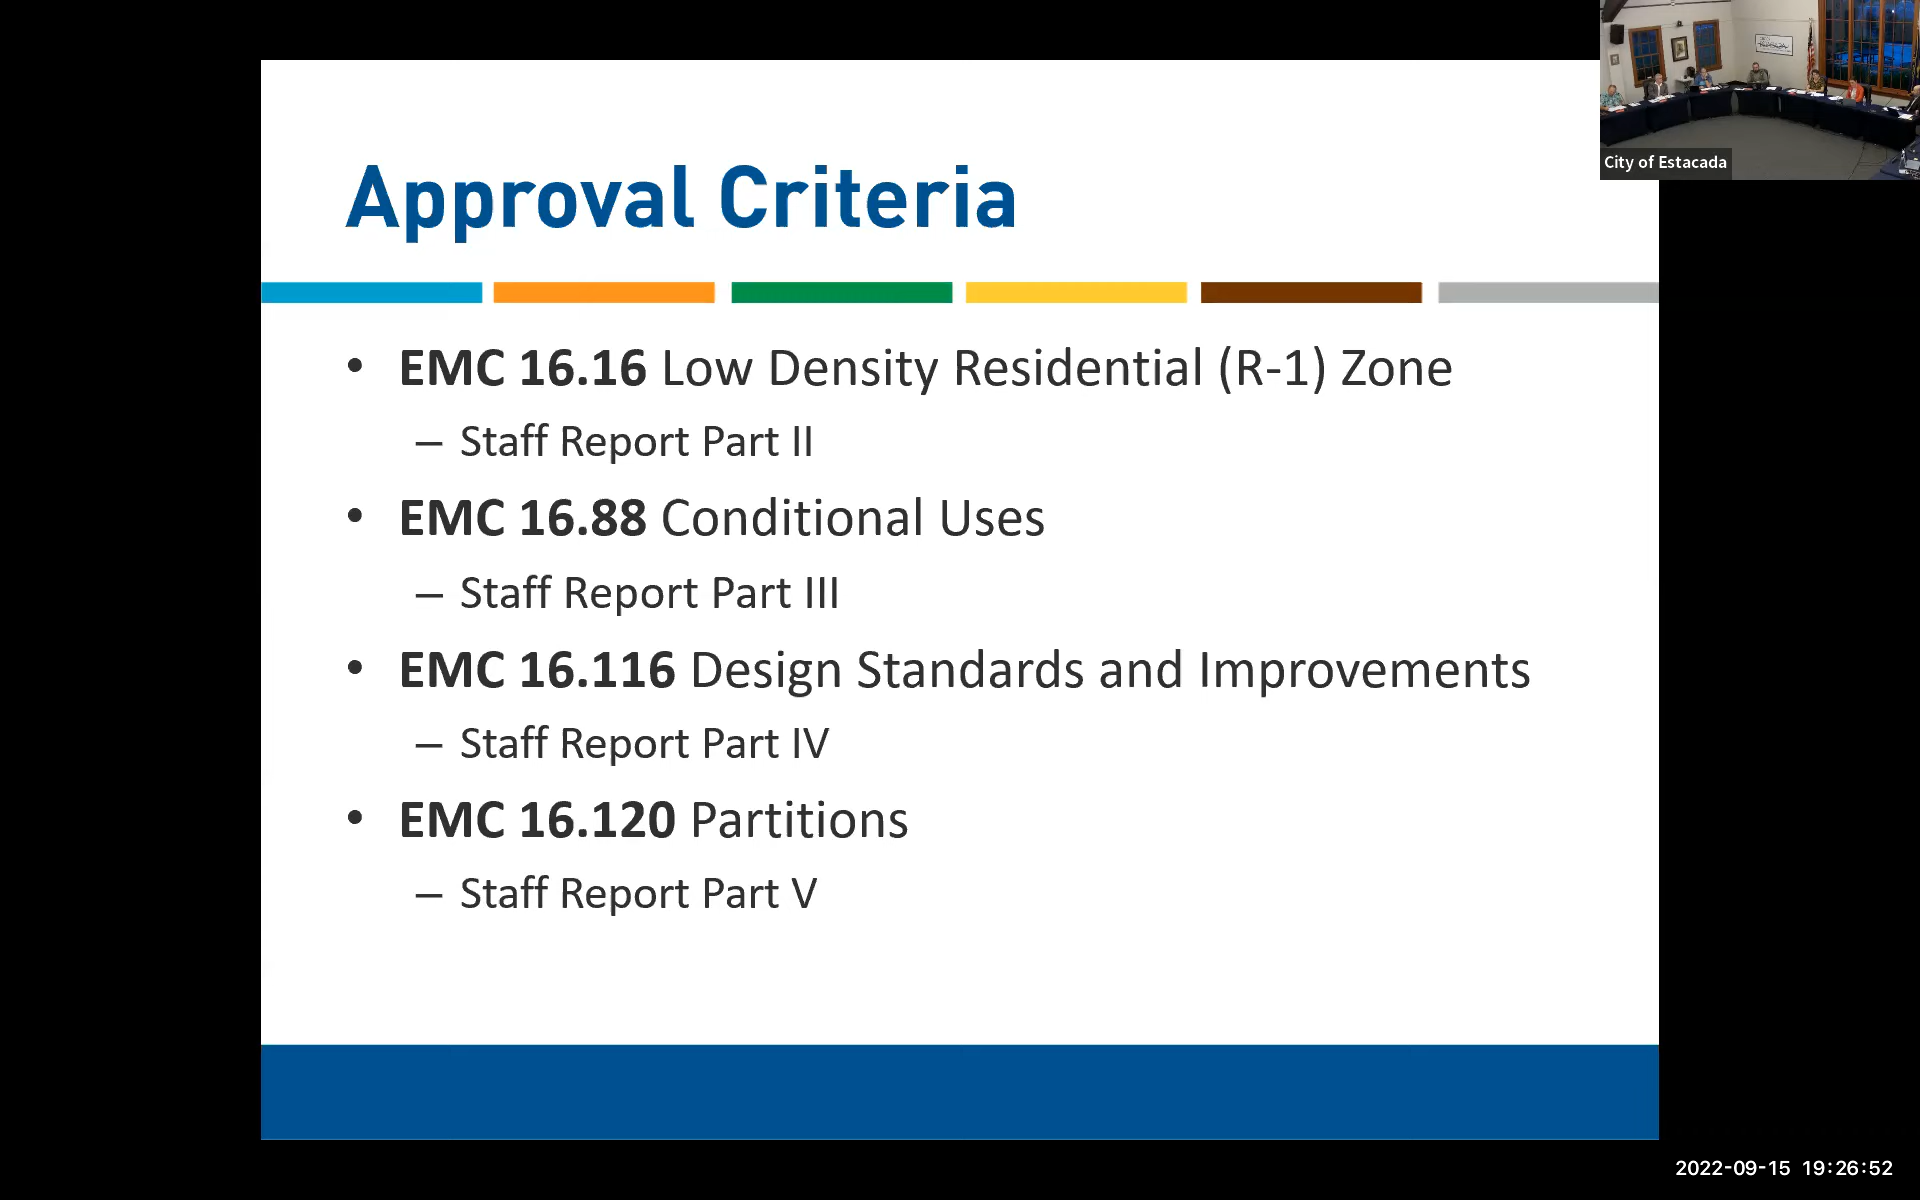 City of Estacada
Approval Criteria
• EMC 16.16 Low Density Residential (R-1) Zone
– Staff Report Part II
• EMC 16.88 Conditional Uses
– Staff Report Part III
• EMC 16.116 Design Standards and Improvements
– Staff Report Part IV
• EMC 16.120 Partitions
– Staff Report Part V
2022-09-15 19:26:52